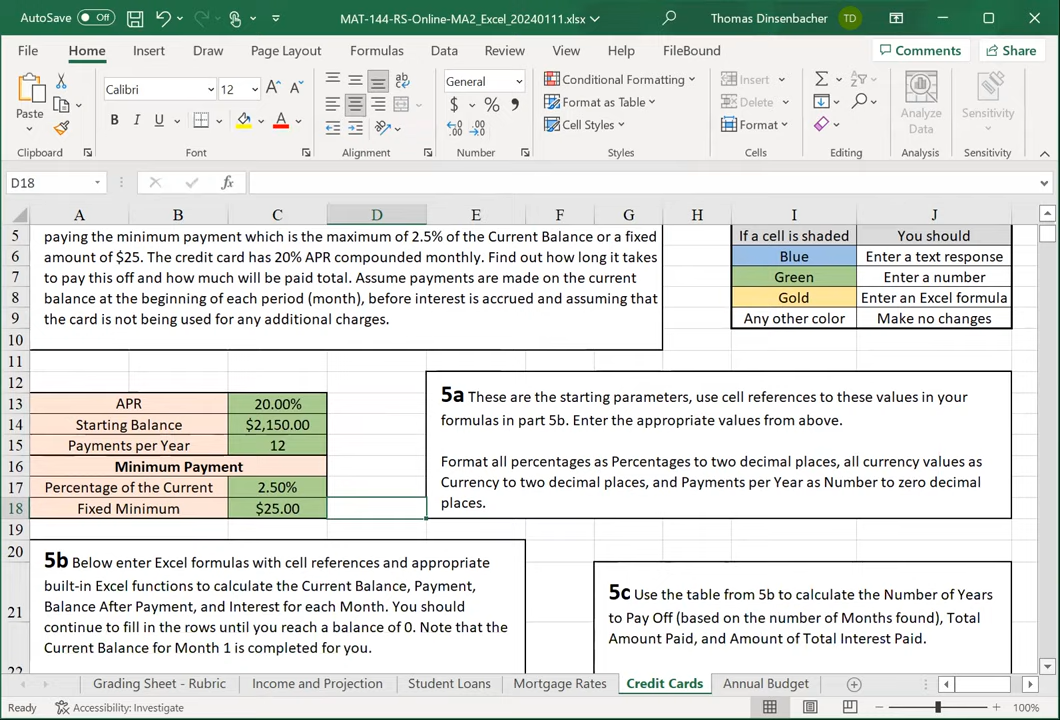 AutoSave Off MAT-144-RS-Online-MA2_Excel_20240111.xlsx Thomas Dinsenbacher TD
File Home Insert Draw Page Layout Formulas Data Review View Help FileBound Comments Share
Paste
Clipboard
Calibri 12
B I U
Font
ab
Alignment
General
$ % 9
Number
Conditional Formatting
Format as Table
Cell Styles
Styles
Insert
Delete
Format
Cells
Editing
Analyze
Data
Analysis
Sensitivity
Sensitivity
D18 fx
A B C D E F G H I J
5 paying the minimum payment which is the maximum of 2.5% of the Current Balance or a fixed If a cell is shaded You should
6 amount of $25. The credit card has 20% APR compounded monthly. Find out how long it takes Blue Enter a text response
7 to pay this off and how much will be paid total. Assume payments are made on the current Green Enter a number
8 balance at the beginning of each period (month), before interest is accrued and assuming that Gold Enter an Excel formula
9 the card is not being used for any additional charges. Any other color Make no changes
10
11
12
13 APR 20.00%
14 Starting Balance $2,150.00
15 Payments per Year 12
16 Minimum Payment
17 Percentage of the Current 2.50%
18 Fixed Minimum $25.00
5a These are the starting parameters, use cell references to these values in your
formulas in part 5b. Enter the appropriate values from above.
Format all percentages as Percentages to two decimal places, all currency values as
Currency to two decimal places, and Payments per Year as Number to zero decimal
places.
19
20
21
22
5b Below enter Excel formulas with cell references and appropriate
built-in Excel functions to calculate the Current Balance, Payment,
Balance After Payment, and Interest for each Month. You should
continue to fill in the rows until you reach a balance of 0. Note that the
Current Balance for Month 1 is completed for you.
5c Use the table from 5b to calculate the Number of Years
to Pay Off (based on the number of Months found), Total
Amount Paid, and Amount of Total Interest Paid.
Grading Sheet - Rubric Income and Projection Student Loans Mortgage Rates Credit Cards Annual Budget
Ready Accessibility: Investigate 100%